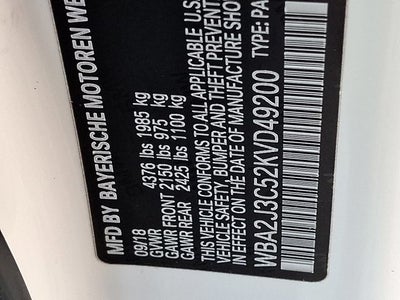 MFD BY BAYERISCHE MOTOREN WE
09/18
GVWR 4376 lbs 1985 kg
GAWR FRONT 2150 lbs 975 kg
GAWR REAR 2425 lbs 1100 kg
THIS VEHICLE CONFORMS TO ALL APPLICABLE U.S.
VEHICLE SAFETY, BUMPER AND THEFT PREVENT
EFFECT ON THE DATE OF MANUFACTURE SHO
WBA2J3C52KVD49200 TYPE: PA